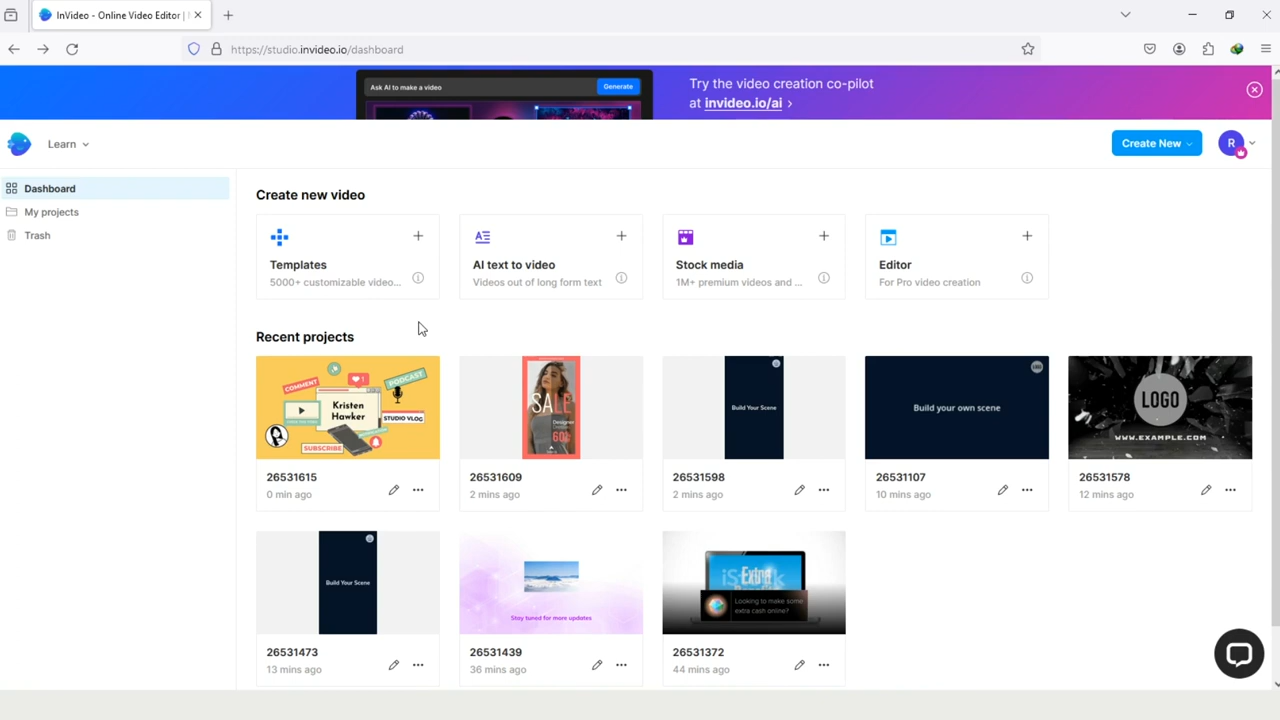 InVideo - Online Video Editor |
https://studio.invideo.io/dashboard
Ask AI to make a video
Generate
Try the video creation co-pilot
at invideo.io/ai
Learn
Create New
R
Dashboard
My projects
Trash
Create new video
Templates
5000+ customizable video...
AI text to video
Videos out of long form text
Stock media
1M+ premium videos and ...
Editor
For Pro video creation
Recent projects
COMMENT
PODCAST
Kristen
Hawker
STUDIO VLOG
SUBSCRIBE
SALE
Designer
60%
Build Your Scene
Build your own scene
LOGO
WWW.EXAMPLE.COM
26531615
0 min ago
26531609
2 mins ago
26531598
2 mins ago
26531107
10 mins ago
26531578
12 mins ago
Build Your Scene
Stay tuned for more updates
Extra
Looking to make some
extra cash online?
26531473
13 mins ago
26531439
36 mins ago
26531372
44 mins ago